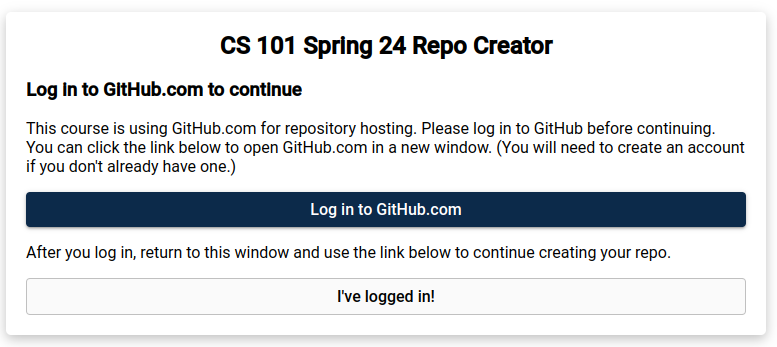 CS 101 Spring 24 Repo Creator
Log in to GitHub.com to continue
This course is using GitHub.com for repository hosting. Please log in to GitHub before continuing.
You can click the link below to open GitHub.com in a new window. (You will need to create an account
if you don't already have one.)
Log in to GitHub.com
After you log in, return to this window and use the link below to continue creating your repo.
I've logged in!